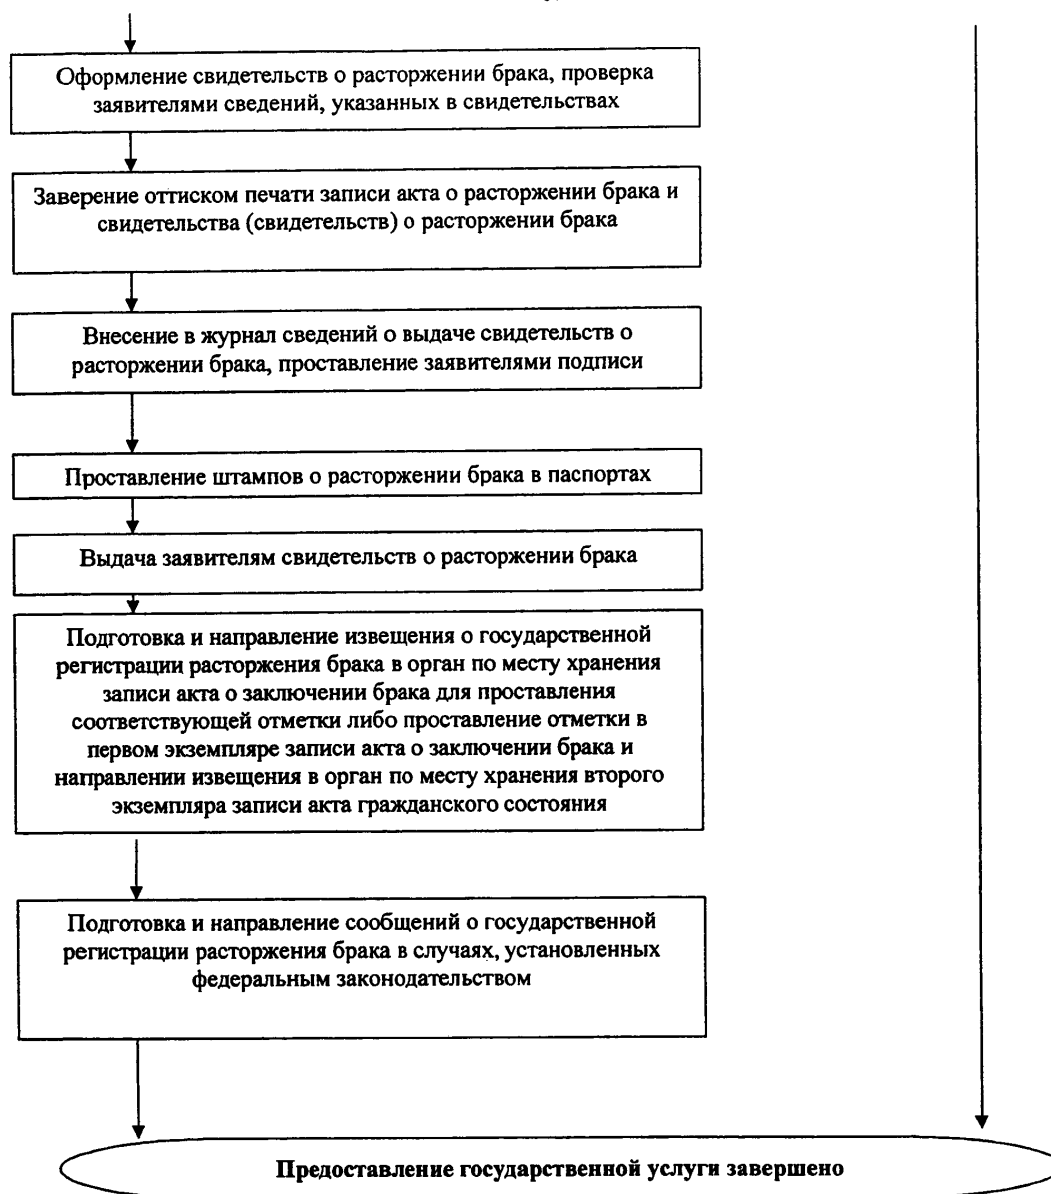 Оформление свидетельств о расторжении брака, проверка
заявителями сведений, указанных в свидетельствах
Заверение оттиском печати записи акта о расторжении брака и
свидетельства (свидетельств) о расторжении брака
Внесение в журнал сведений о выдаче свидетельств о
расторжении брака, проставление заявителями подписи
Проставление штампов о расторжении брака в паспортах
Выдача заявителям свидетельств о расторжении брака
Подготовка и направление извещения о государственной
регистрации расторжения брака в орган по месту хранения
записи акта о заключении брака для проставления
соответствующей отметки либо проставление отметки в
первом экземпляре записи акта о заключении брака и
направлении извещения в орган по месту хранения второго
экземпляра записи акта гражданского состояния
Подготовка и направление сообщений о государственной
регистрации расторжения брака в случаях, установленных
федеральным законодательством
Предоставление государственной услуги завершено